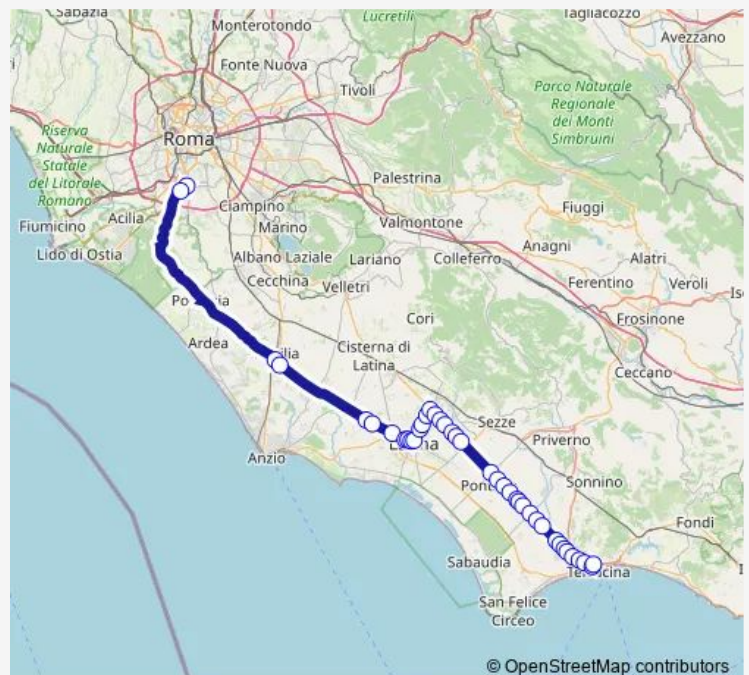 Sabazia
Monterotondo
Lucretili
Tagliacozzo
Avezzano
Fonte Nuova
Tivoli
Parco Naturale
Regionale
dei Monti
Simbruini
Riserva
Naturale
Statale
del Litorale
Romano
Roma
Palestrina
Fiuggi
Fiumicino
Acilia
Ciampino
Marino
Valmontone
Anagni
Alatri
Lido di Ostia
Albano Laziale
Lariano
Colleferro
Cecchina
Velletri
Ferentino
Veroli
Frosinone
Ardea
Cori
Cisterna di
Latina
Ceccano
Sezze
Priverno
Anzio
Sonnino
Fondi
Sabaudia
San Felice
Circeo
© OpenStreetMap contributors